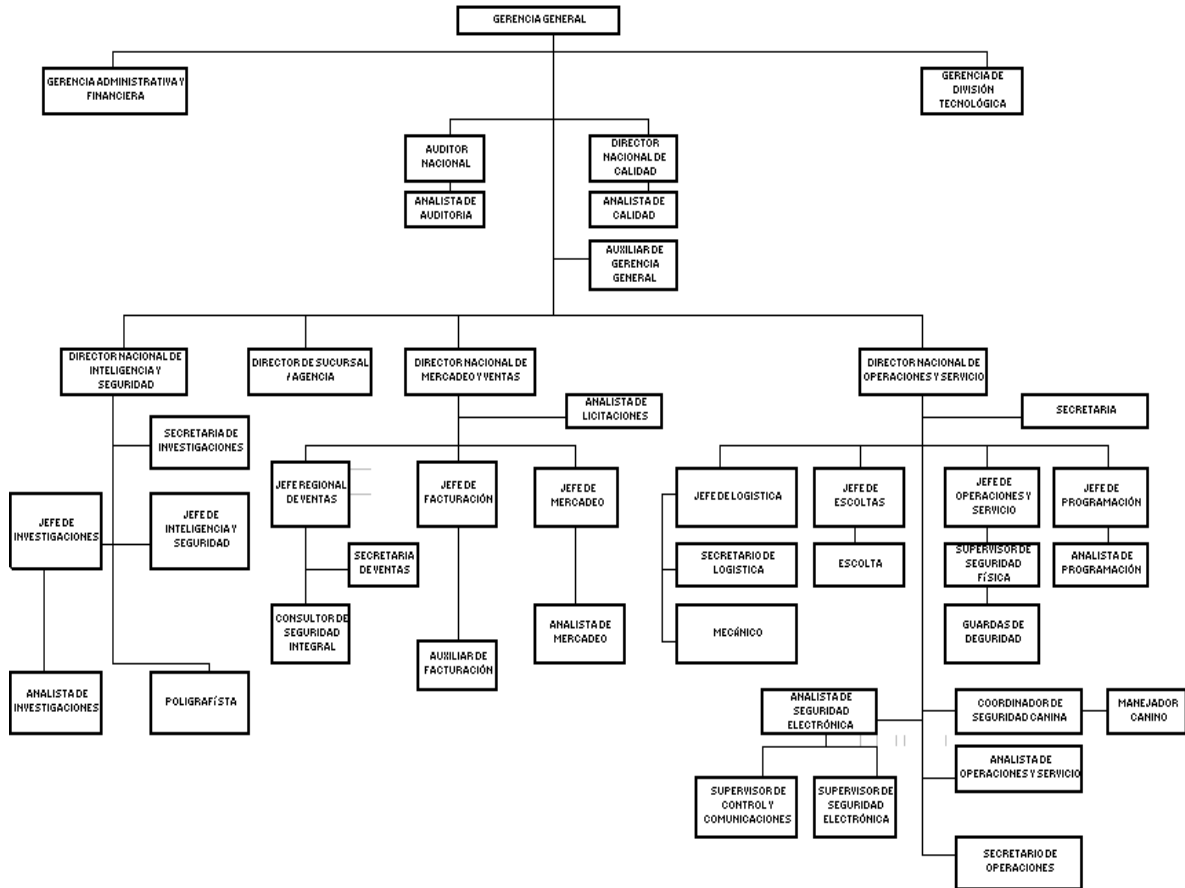 GERENCIA GENERAL
GERENCIA ADMINISTRATIVA Y
FINANCIERA
GERENCIA DE
DIVISIÓN
TECNOLÓGICA
AUDITOR
NACIONAL
DIRECTOR
NACIONAL DE
CALIDAD
ANALISTA DE
AUDITORIA
ANALISTA DE
CALIDAD
AUXILIAR DE
GERENCIA
GENERAL
DIRECTOR NACIONAL DE
INTELIGENCIA Y
SEGURIDAD
DIRECTOR DE SUCURSAL
/ AGENCIA
DIRECTOR NACIONAL DE
MERCADEO Y VENTAS
DIRECTOR NACIONAL DE
OPERACIONES Y SERVICIO
ANALISTA DE
LICITACIONES
SECRETARIA
SECRETARIA DE
INVESTIGACIONES
JEFE REGIONAL
DE VENTAS
JEFE DE
FACTURACIÓN
JEFE DE
MERCADEO
JEFE DE LOGISTICA
JEFE DE
ESCOLTAS
JEFE DE
OPERACIONES Y
SERVICIO
JEFE DE
PROGRAMACIÓN
JEFE DE
INVESTIGACIONES
JEFE DE
INTELIGENCIA Y
SEGURIDAD
SECRETARIA
DE VENTAS
SECRETARIO DE
LOGISTICA
ESCOLTA
SUPERVISOR DE
SEGURIDAD
FÍSICA
ANALISTA DE
PROGRAMACIÓN
CONSULTOR DE
SEGURIDAD
INTEGRAL
AUXILIAR DE
FACTURACIÓN
ANALISTA DE
MERCADEO
MECÁNICO
GUARDAS DE
DEGURIDAD
ANALISTA DE
INVESTIGACIONES
POLIGRAFÍSTA
ANALISTA DE
SEGURIDAD
ELECTRÓNICA
COORDINADOR DE
SEGURIDAD CANINA
MANEJADOR
CANINO
SUPERVISOR DE
CONTROL Y
COMUNICACIONES
SUPERVISOR DE
SEGURIDAD
ELECTRÓNICA
ANALISTA DE
OPERACIONES Y SERVICIO
SECRETARIO DE
OPERACIONES